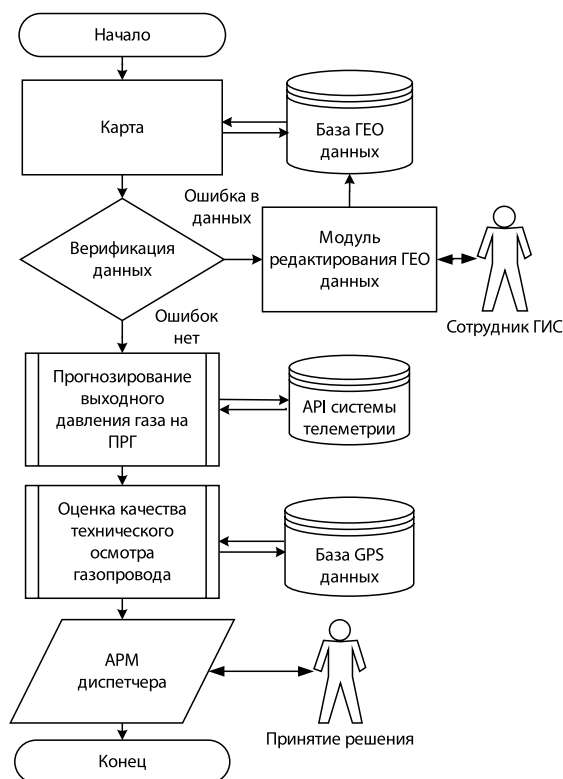 Начало
Карта
База ГЕО
данных
Ошибка в
данных
Верификация
данных
Модуль
редактирования ГЕО
данных
Сотрудник ГИС
Ошибок
нет
Прогнозирование
выходного
давления газа на
ПРГ
API системы
телеметрии
Оценка качества
технического
осмотра
газопровода
База GPS
данных
АРМ
диспетчера
Принятие решения
Конец